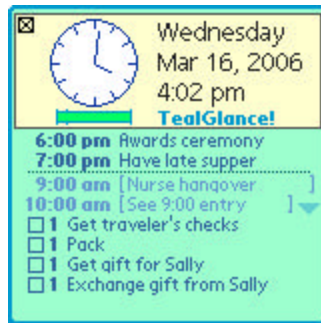 Wednesday
Mar 16, 2006
4:02 pm
TealGlance!
6:00 pm Awards ceremony
7:00 pm Have late supper
9:00 am [Nurse hangover ]
10:00 am [See 9:00 entry ]
1 Get traveler's checks
1 Pack
1 Get gift for Sally
1 Exchange gift from Sally